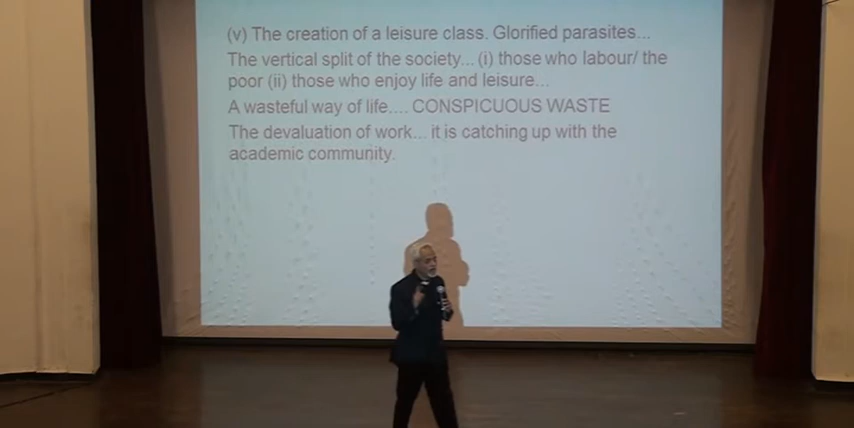 (v) The creation of a leisure class. Glorified parasites...
The vertical split of the society... (i) those who labour/ the
poor (ii) those who enjoy life and leisure...
A wasteful way of life.... CONSPICUOUS WASTE
The devaluation of work... it is catching up with the
academic community.